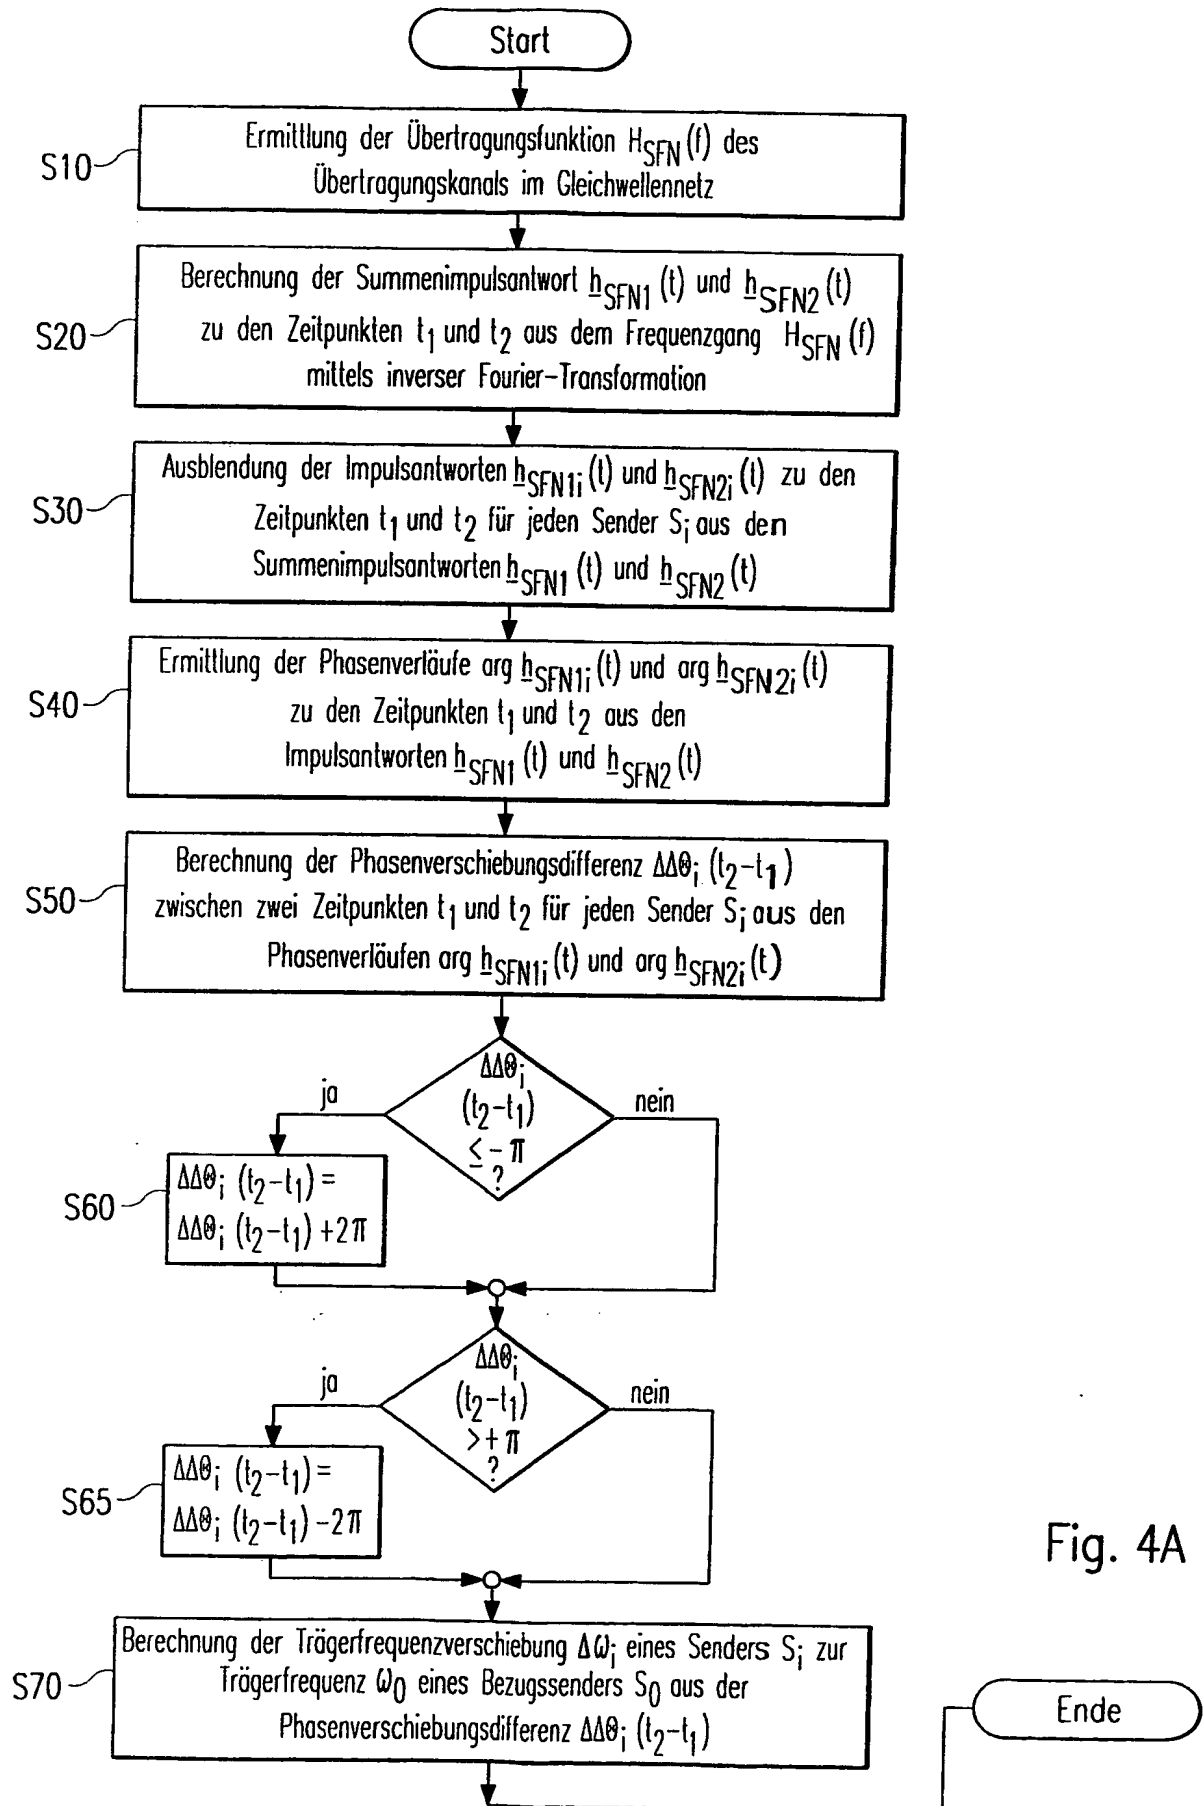 Start
S10
Ermittlung der Übertragungsfunktion H_SFN (f) des
Übertragungskanals im Gleichwellennetz
S20
Berechnung der Summenimpulsantwort h_SFN1 (t) und h_SFN2 (t)
zu den Zeitpunkten t₁ und t₂ aus dem Frequenzgang H_SFN (f)
mittels inverser Fourier-Transformation
S30
Ausblendung der Impulsantworten h_SFN1i (t) und h_SFN2i (t) zu den
Zeitpunkten t₁ und t₂ für jeden Sender Sᵢ aus den
Summenimpulsantworten h_SFN1 (t) und h_SFN2 (t)
S40
Ermittlung der Phasenverläufe arg h_SFN1i (t) und arg h_SFN2i (t)
zu den Zeitpunkten t₁ und t₂ aus den
Impulsantworten h_SFN1 (t) und h_SFN2 (t)
S50
Berechnung der Phasenverschiebungsdifferenz ΔΔΘᵢ (t₂-t₁)
zwischen zwei Zeitpunkten t₁ und t₂ für jeden Sender Sᵢ aus den
Phasenverläufen arg h_SFN1i (t) und arg h_SFN2i (t)
ΔΔΘᵢ
(t₂-t₁)
≤ - π
?
ja
nein
S60
ΔΔΘᵢ (t₂-t₁) =
ΔΔΘᵢ (t₂-t₁) +2π
ΔΔΘᵢ
(t₂-t₁)
> + π
?
ja
nein
S65
ΔΔΘᵢ (t₂-t₁) =
ΔΔΘᵢ (t₂-t₁) -2π
Fig. 4A
S70
Berechnung der Trägerfrequenzverschiebung Δωᵢ eines Senders Sᵢ zur
Trägerfrequenz ω₀ eines Bezugssenders S₀ aus der
Phasenverschiebungsdifferenz ΔΔΘᵢ (t₂-t₁)
Ende